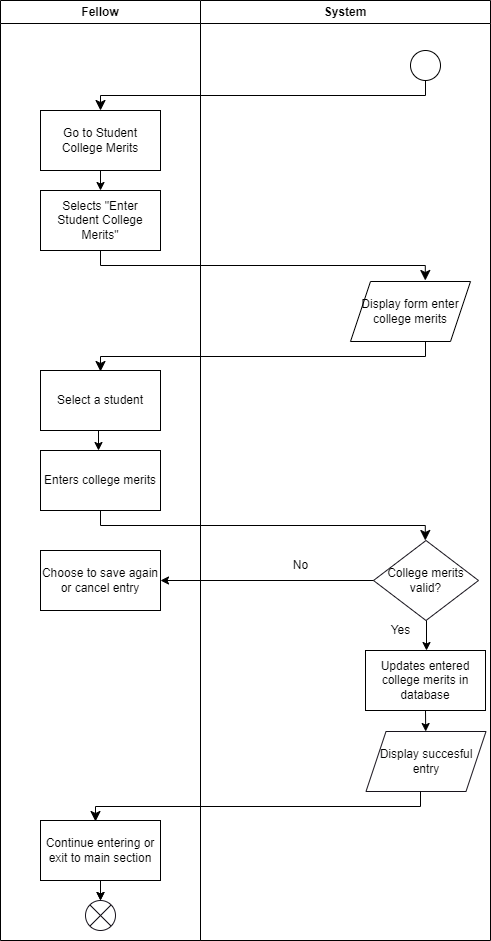 Fellow
System
Go to Student
College Merits
Selects "Enter
Student College
Merits"
Display form enter
college merits
Select a student
Enters college merits
College merits
valid?
No
Choose to save again
or cancel entry
Yes
Updates entered
college merits in
database
Display succesful
entry
Continue entering or
exit to main section